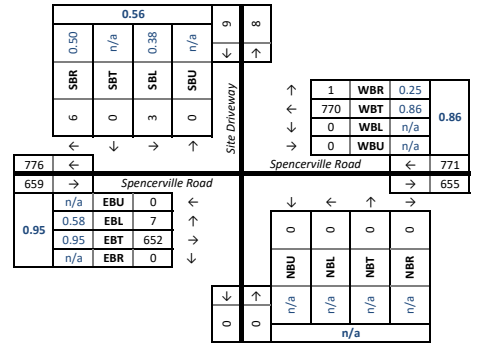 0.56
0.50 n/a 0.38 n/a
SBR SBT SBL SBU
6 0 3 0
← ↓ → ↑
9 8
↓ ↑
Site Driveway
↑ 1 WBR 0.25
← 770 WBT 0.86
↓ 0 WBL n/a
→ 0 WBU n/a
0.86
776 ←
659 →
Spencerville Road
Spencerville Road
← 771
→ 655
0.95
n/a EBU 0 ←
0.58 EBL 7 ↑
0.95 EBT 652 →
n/a EBR 0 ↓
↓ ← ↑ →
0 0 0 0
NBU NBL NBT NBR
n/a n/a n/a n/a
n/a
↓ ↑
0 0